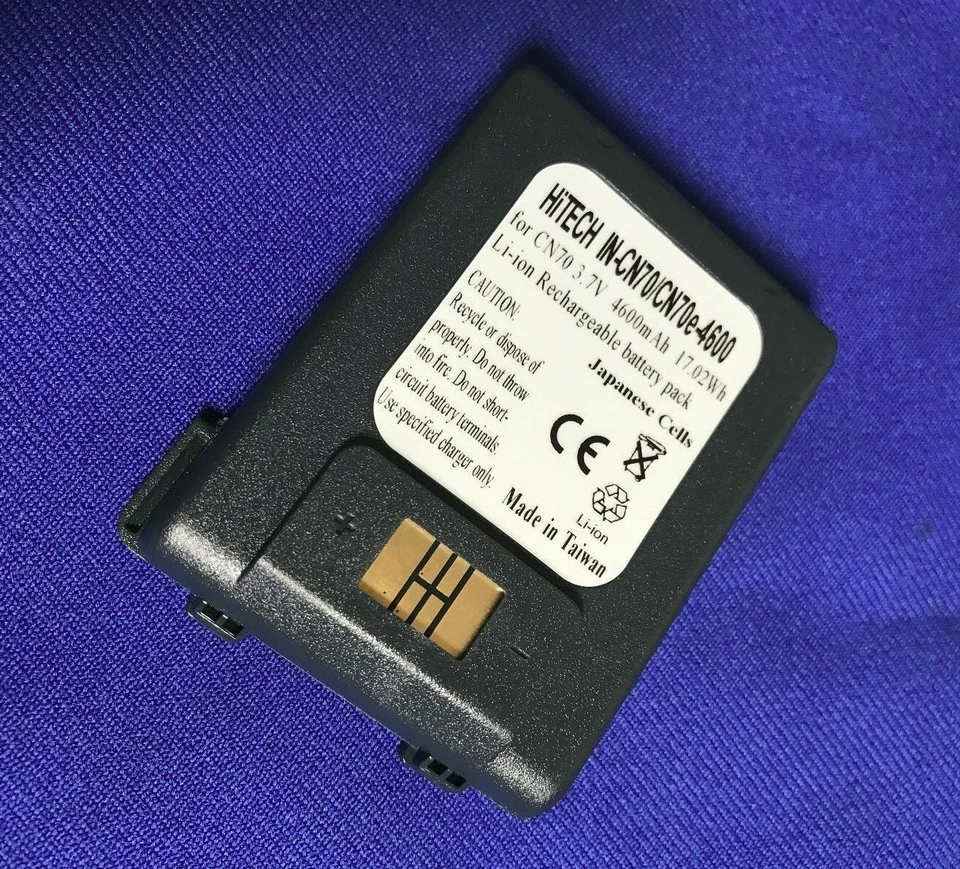 HiTECH IN-CN70/CN70e-4600
for CN70 3.7V 4600mAh 17.02Wh
Li-ion Rechargeable battery pack
Japanese Cells
CAUTION:
Recycle or dispose of
properly. Do not throw
into fire. Do not short-
circuit battery terminals.
Use specified charger only.
CE
Li-ion
Made in Taiwan
+
-